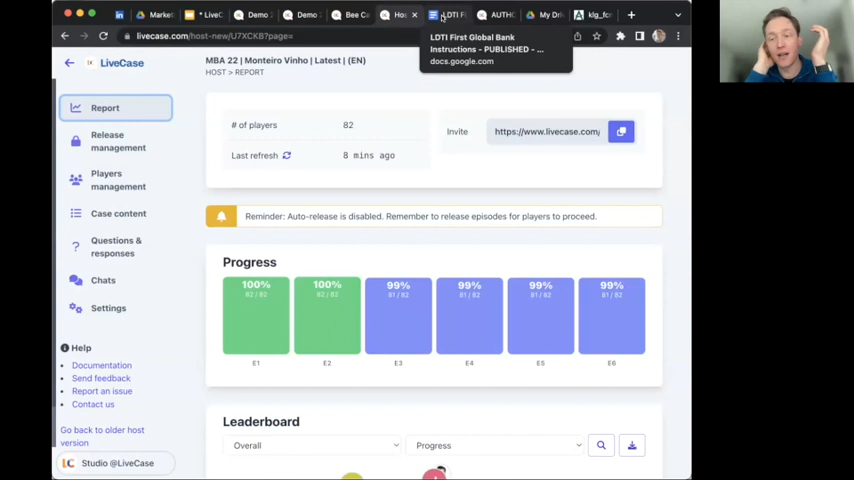 Market
* LiveC
Demo
Demo
Bee Ca
Hos
LDTI Fi
AUTHO
My Dri
klg_fcr
livecase.com/host-new/U7XCKB?page=
LDTI First Global Bank
Instructions - PUBLISHED - ...
docs.google.com
LiveCase
MBA 22 | Monteiro Vinho | Latest | (EN)
HOST > REPORT
Report
Release
management
Players
management
Case content
Questions &
responses
Chats
Settings
Help
Documentation
Send feedback
Report an issue
Contact us
Go back to older host
version
LC Studio @LiveCase
# of players 82
Last refresh 8 mins ago
Invite https://www.livecase.com/
Reminder: Auto-release is disabled. Remember to release episodes for players to proceed.
Progress
100% 100% 99% 99% 99% 99%
82 / 82 82 / 82 81 / 82 81 / 82 81 / 82 81 / 82
E1 E2 E3 E4 E5 E6
Leaderboard
Overall Progress